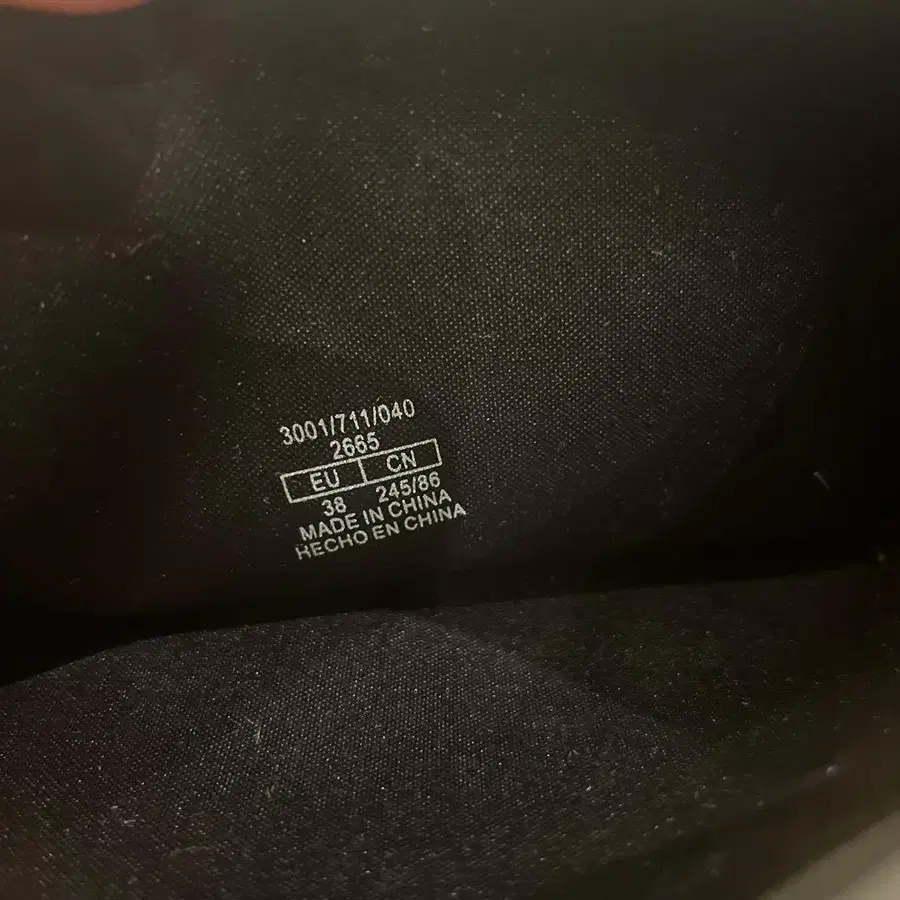 3001/711/040
2665
EU CN
38 245/86
MADE IN CHINA
HECHO EN CHINA